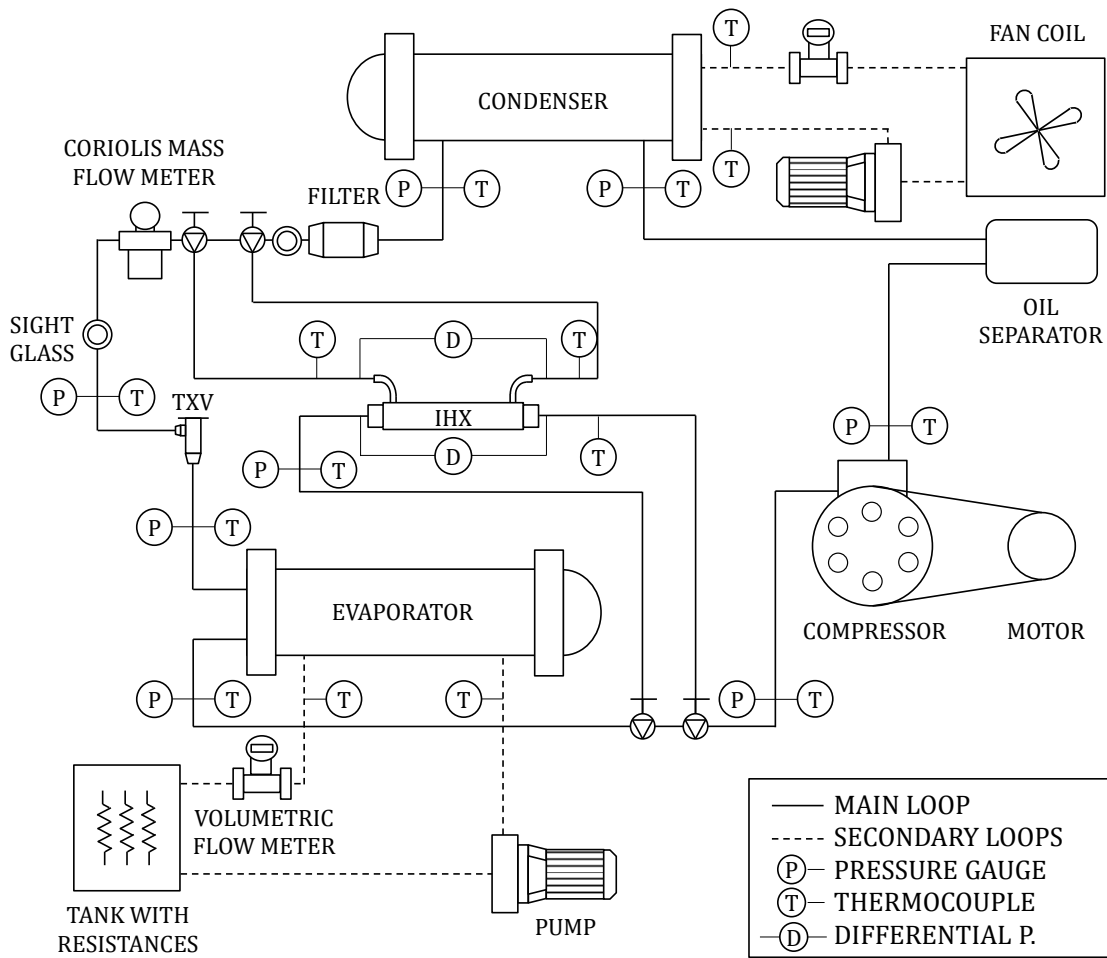 T
FAN COIL
CONDENSER
CORIOLIS MASS
FLOW METER
T
P
T
P
T
FILTER
OIL
SEPARATOR
SIGHT
GLASS
T
D
T
P
T
TXV
IHX
P
T
D
T
P
T
P
T
EVAPORATOR
COMPRESSOR
MOTOR
P
T
T
T
P
T
VOLUMETRIC
FLOW METER
TANK WITH
RESISTANCES
PUMP
MAIN LOOP
SECONDARY LOOPS
P PRESSURE GAUGE
T THERMOCOUPLE
D DIFFERENTIAL P.